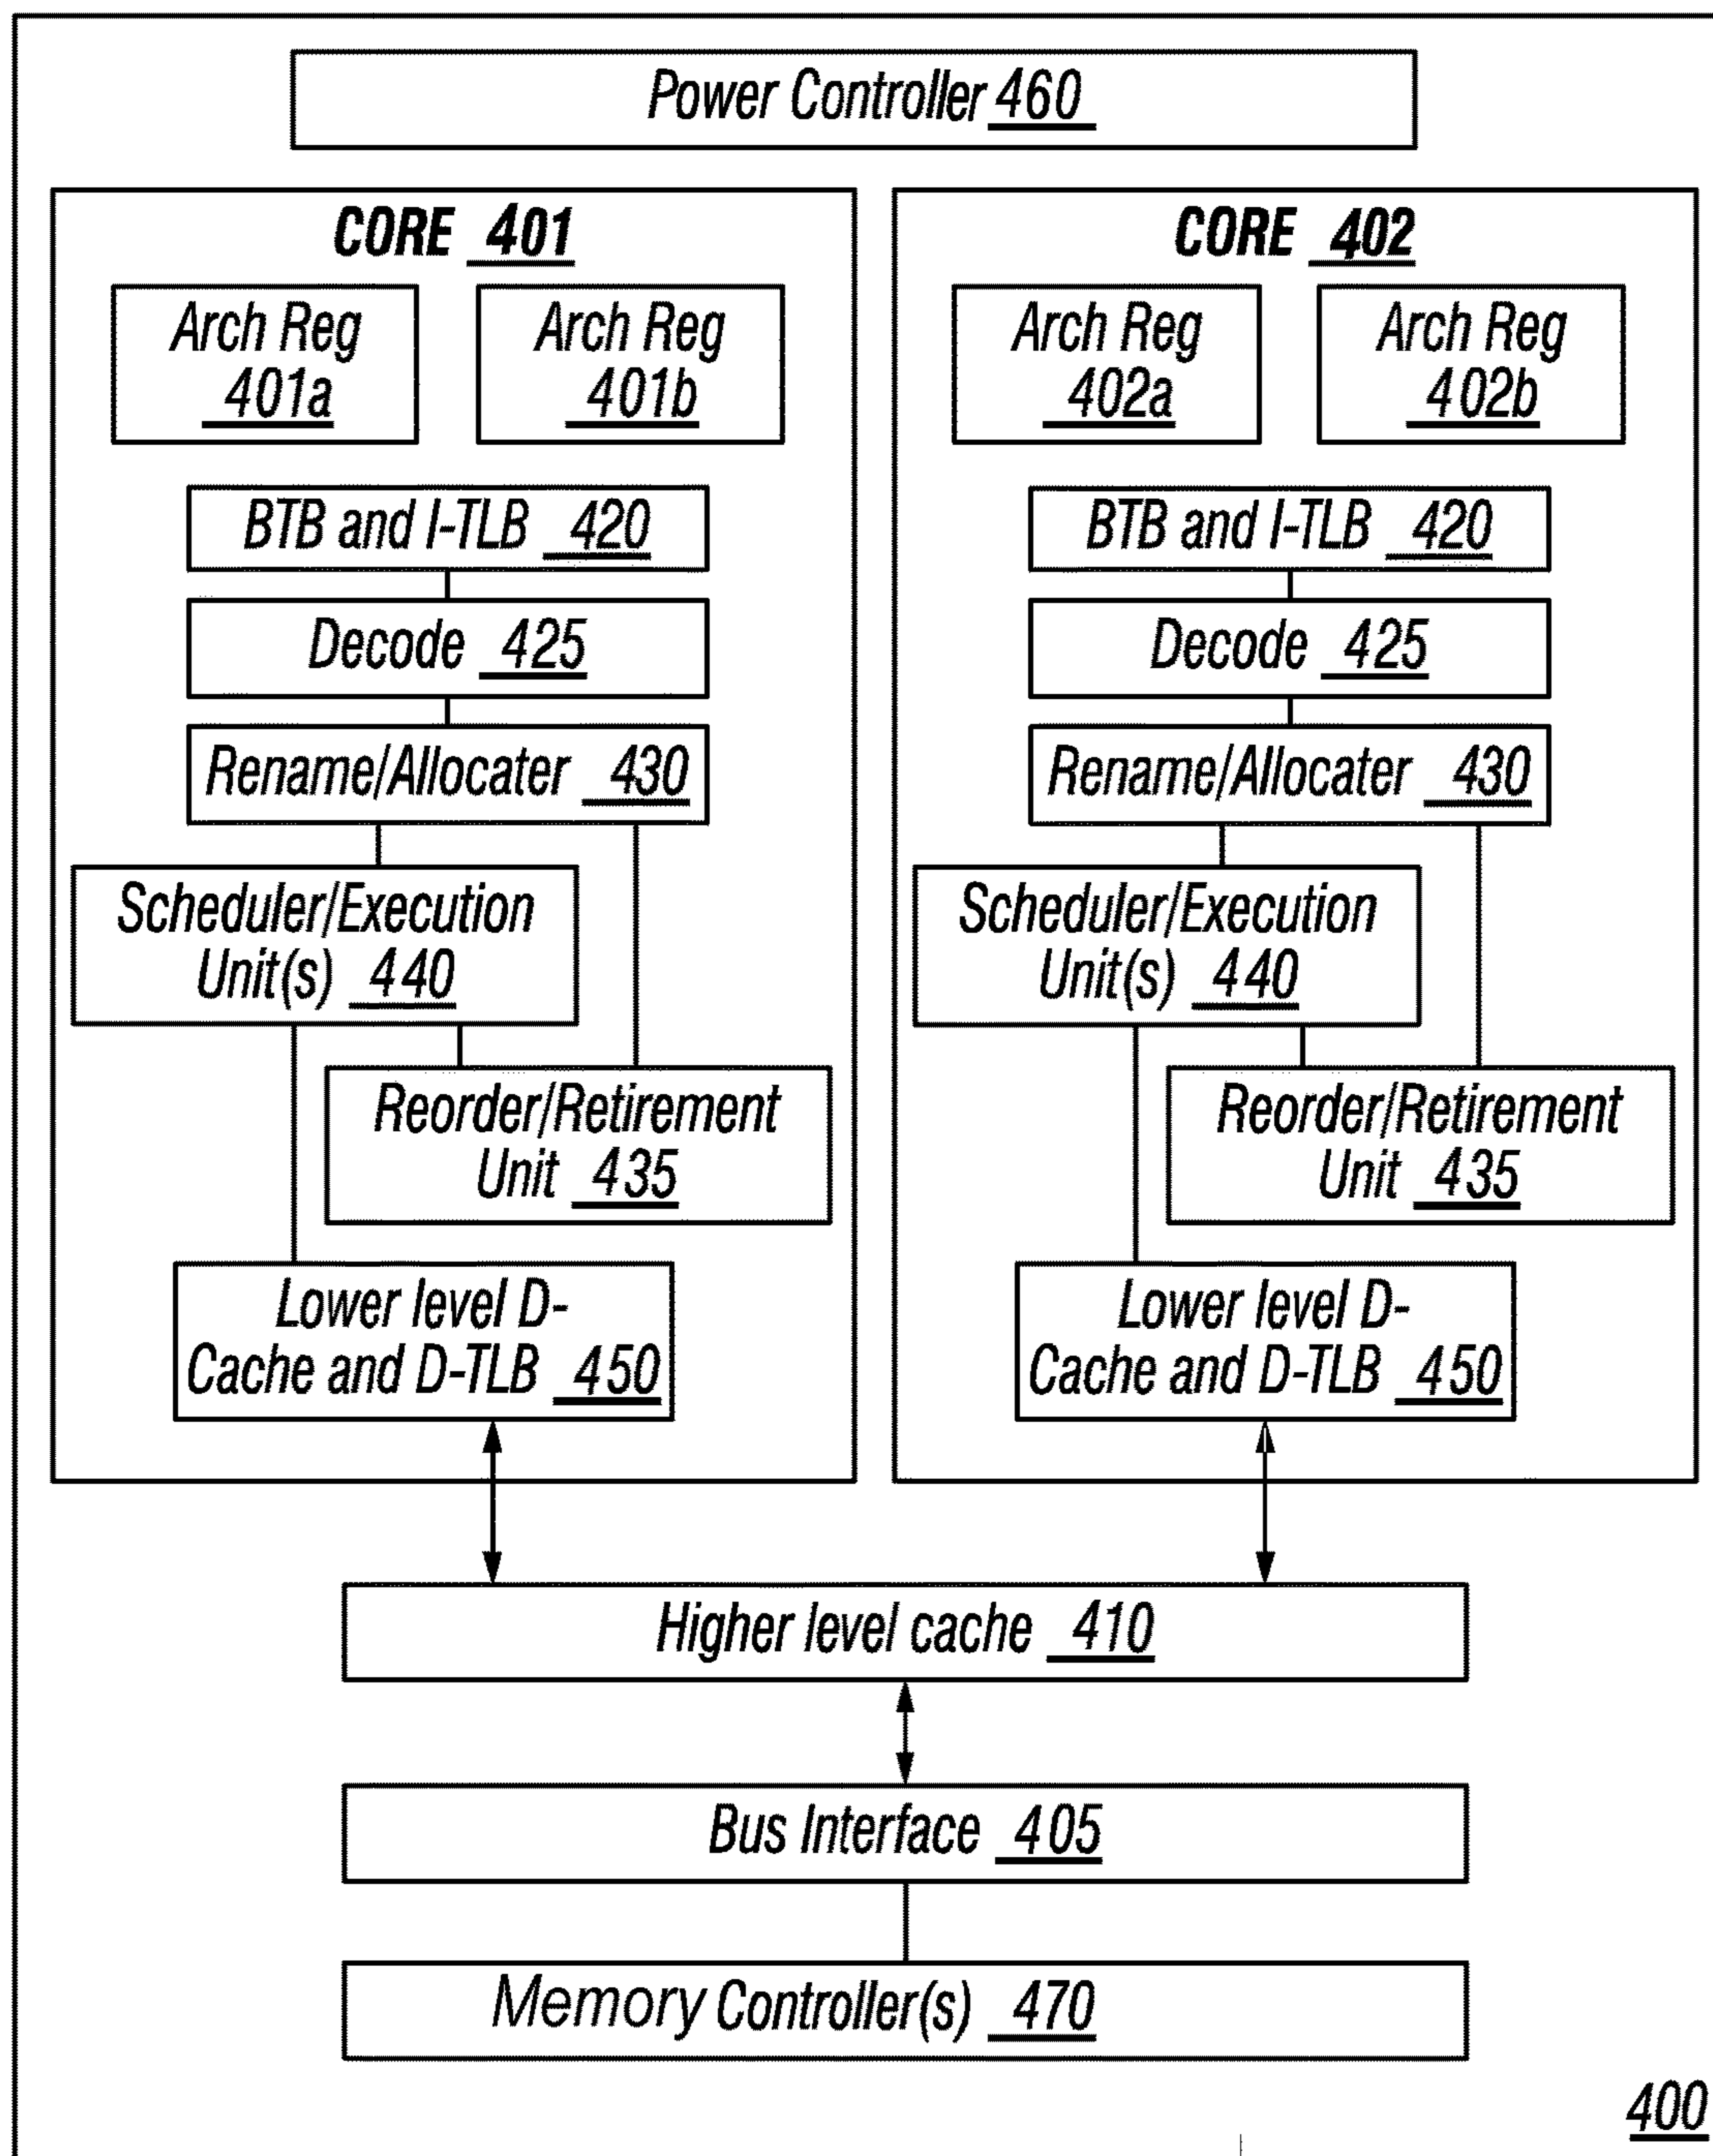 Power Controller 460
CORE 401
Arch Reg
401a
Arch Reg
401b
BTB and I-TLB 420
Decode 425
Rename/Allocater 430
Scheduler/Execution
Unit(s) 440
Reorder/Retirement
Unit 435
Lower level D-
Cache and D-TLB 450
CORE 402
Arch Reg
402a
Arch Reg
402b
BTB and I-TLB 420
Decode 425
Rename/Allocater 430
Scheduler/Execution
Unit(s) 440
Reorder/Retirement
Unit 435
Lower level D-
Cache and D-TLB 450
Higher level cache 410
Bus Interface 405
Memory Controller(s) 470
400